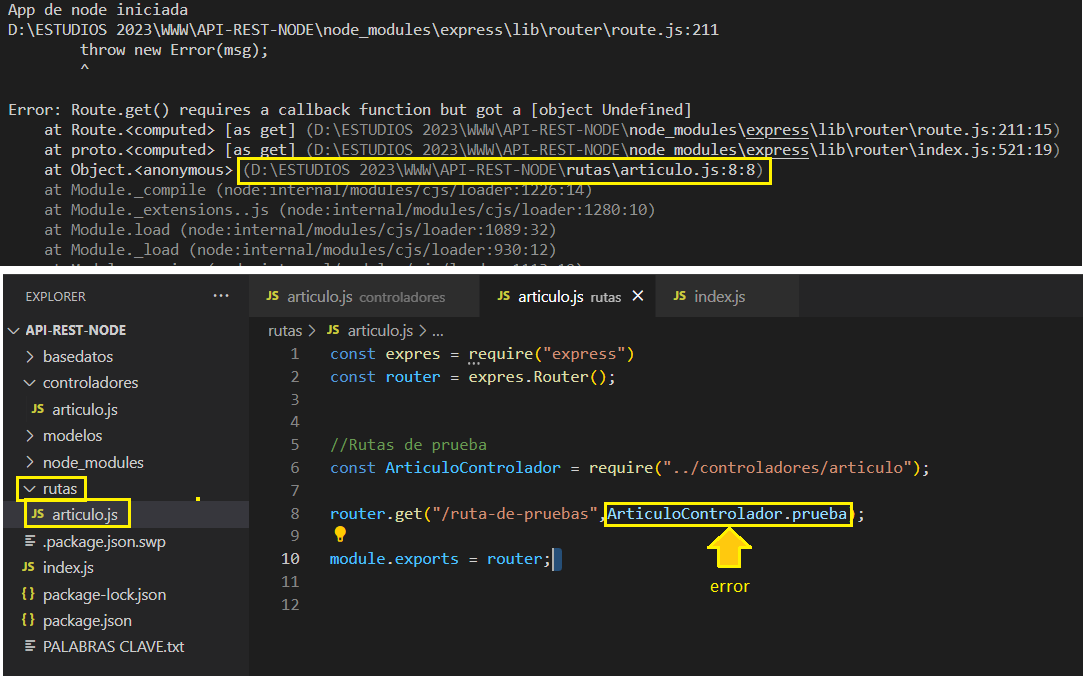 App de node iniciada
D:\ESTUDIOS 2023\WWW\API-REST-NODE\node_modules\express\lib\router\route.js:211
throw new Error(msg);
^
Error: Route.get() requires a callback function but got a [object Undefined]
at Route.<computed> [as get] (D:\ESTUDIOS 2023\WWW\API-REST-NODE\node_modules\express\lib\router\route.js:211:15)
at proto.<computed> [as get] (D:\ESTUDIOS 2023\WWW\API-REST-NODE\node_modules\express\lib\router\index.js:521:19)
at Object.<anonymous> (D:\ESTUDIOS 2023\WWW\API-REST-NODE\rutas\articulo.js:8:8)
at Module._compile (node:internal/modules/cjs/loader:1226:14)
at Module._extensions..js (node:internal/modules/cjs/loader:1280:10)
at Module.load (node:internal/modules/cjs/loader:1089:32)
at Module._load (node:internal/modules/cjs/loader:930:12)
EXPLORER ...
API-REST-NODE
basedatos
controladores
JS articulo.js
modelos
node_modules
rutas
JS articulo.js
.package.json.swp
JS index.js
{} package-lock.json
{} package.json
PALABRAS CLAVE.txt
JS articulo.js controladores
JS articulo.js rutas ×
JS index.js
rutas > JS articulo.js > ...
1 const expres = require("express")
2 const router = expres.Router();
3
4
5 //Rutas de prueba
6 const ArticuloControlador = require("../controladores/articulo");
7
8 router.get("/ruta-de-pruebas",ArticuloControlador.prueba);
9
10 module.exports = router;
11
12
error